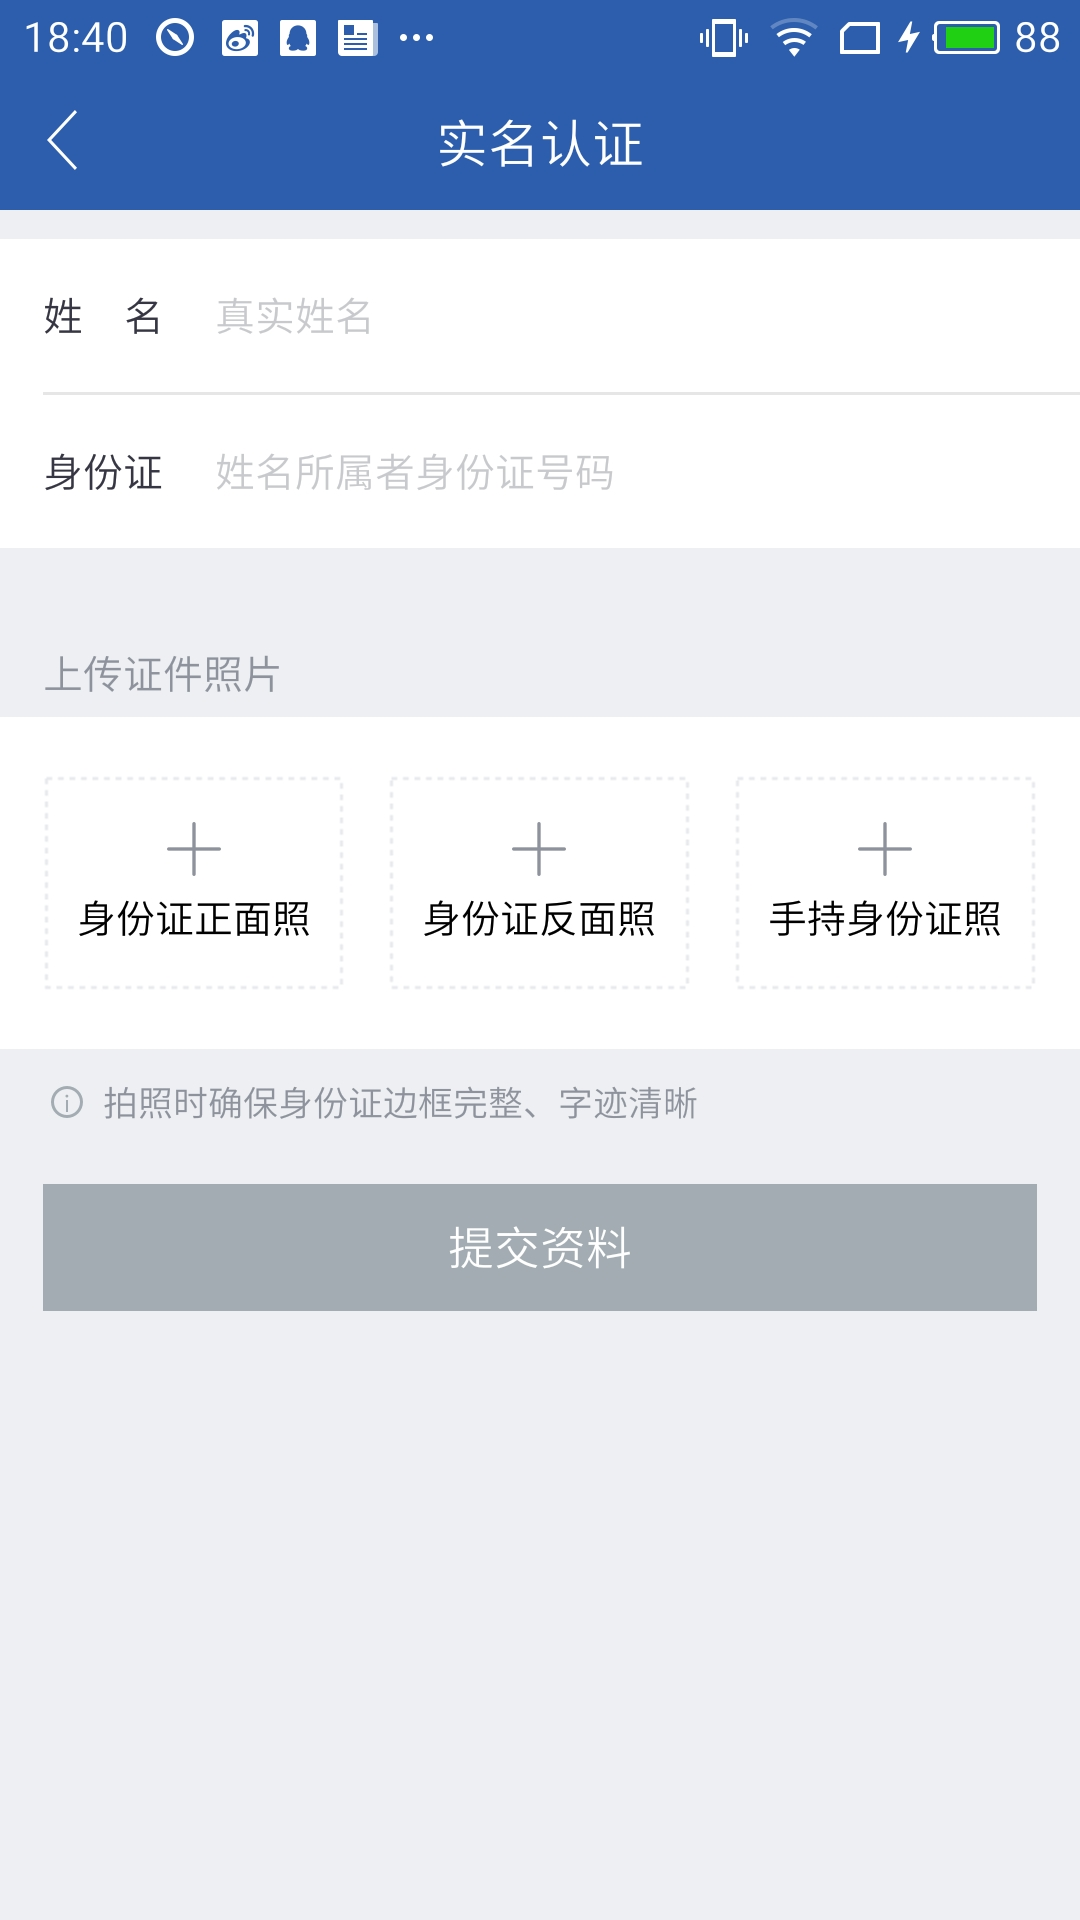 18:40 88
实名认证
姓 名 真实姓名
身份证 姓名所属者身份证号码
上传证件照片
身份证正面照 身份证反面照 手持身份证照
拍照时确保身份证边框完整、字迹清晰
提交资料